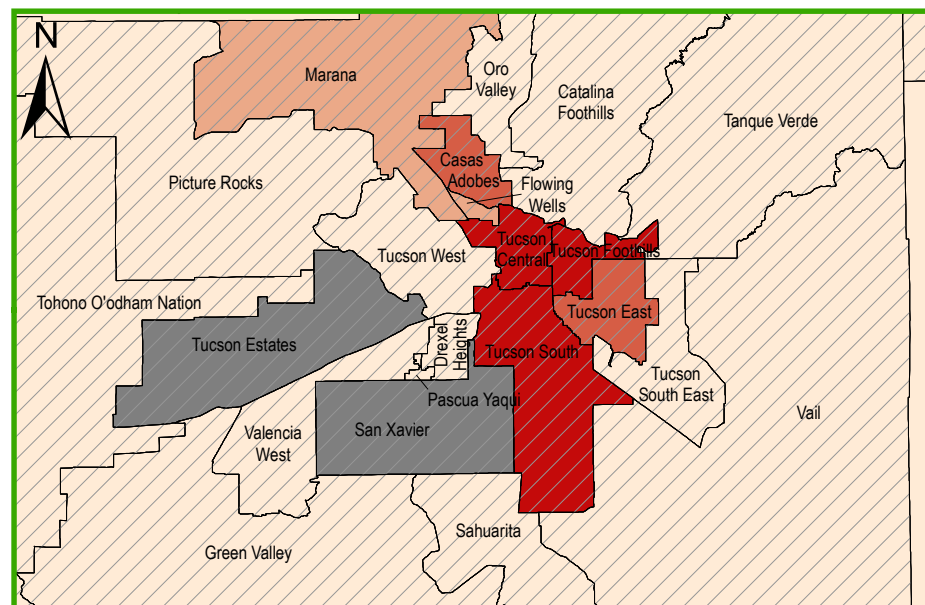 N
Marana
Oro
Valley
Catalina
Foothills
Tanque Verde
Casas
Adobes
Picture Rocks
Flowing
Wells
Tucson
Central
Tucson Foothills
Tucson West
Tohono O'odham Nation
Tucson East
Tucson Estates
Drexel
Heights
Tucson South
Tucson
South East
Pascua Yaqui
Vail
San Xavier
Valencia
West
Sahuarita
Green Valley